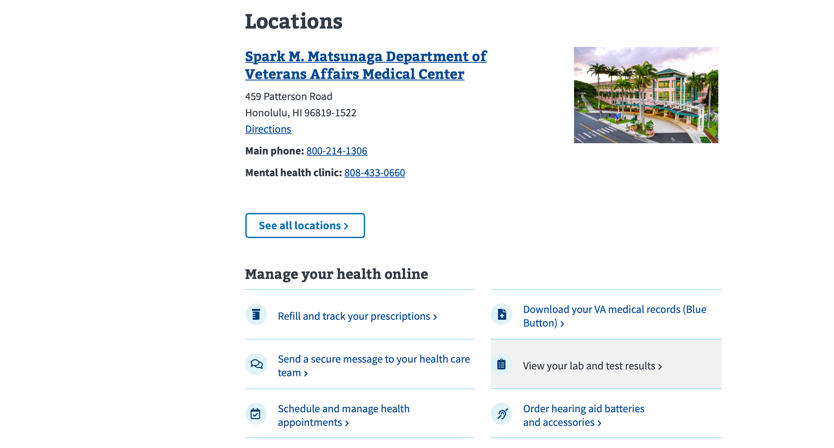 Locations
Spark M. Matsunaga Department of
Veterans Affairs Medical Center
459 Patterson Road
Honolulu, HI 96819-1522
Directions
Main phone: 800-214-1306
Mental health clinic: 808-433-0660
See all locations
Manage your health online
Refill and track your prescriptions
Download your VA medical records (Blue
Button)
Send a secure message to your health care
team
View your lab and test results
Schedule and manage health
appointments
Order hearing aid batteries
and accessories